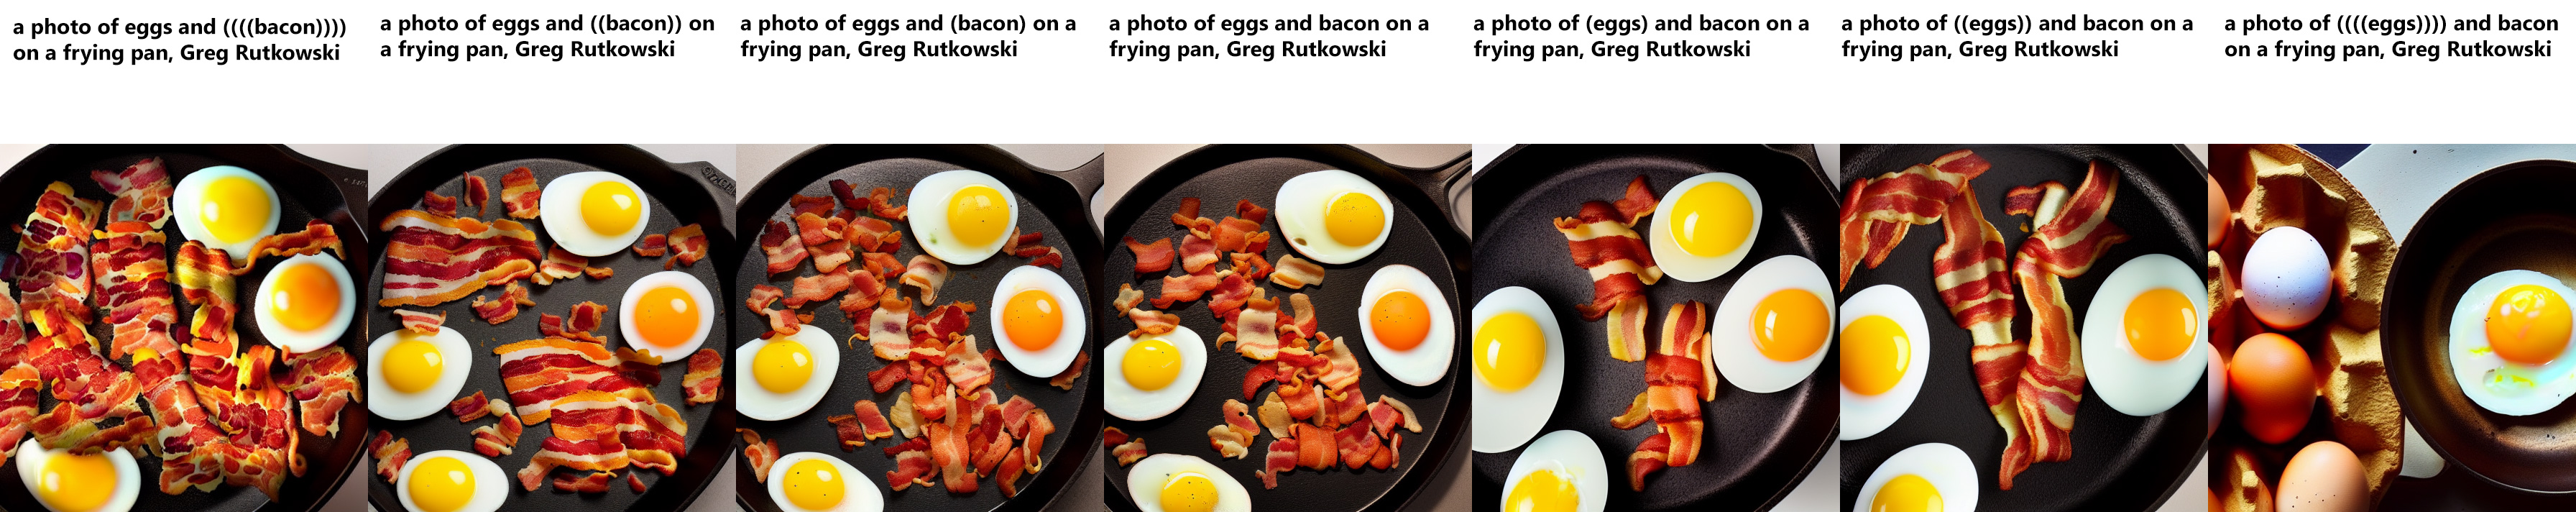 a photo of eggs and ((((bacon))))
on a frying pan, Greg Rutkowski
a photo of eggs and ((bacon)) on
a frying pan, Greg Rutkowski
a photo of eggs and (bacon) on a
frying pan, Greg Rutkowski
a photo of eggs and bacon on a
frying pan, Greg Rutkowski
a photo of (eggs) and bacon on a
frying pan, Greg Rutkowski
a photo of ((eggs)) and bacon on a
frying pan, Greg Rutkowski
a photo of ((((eggs)))) and bacon
on a frying pan, Greg Rutkowski